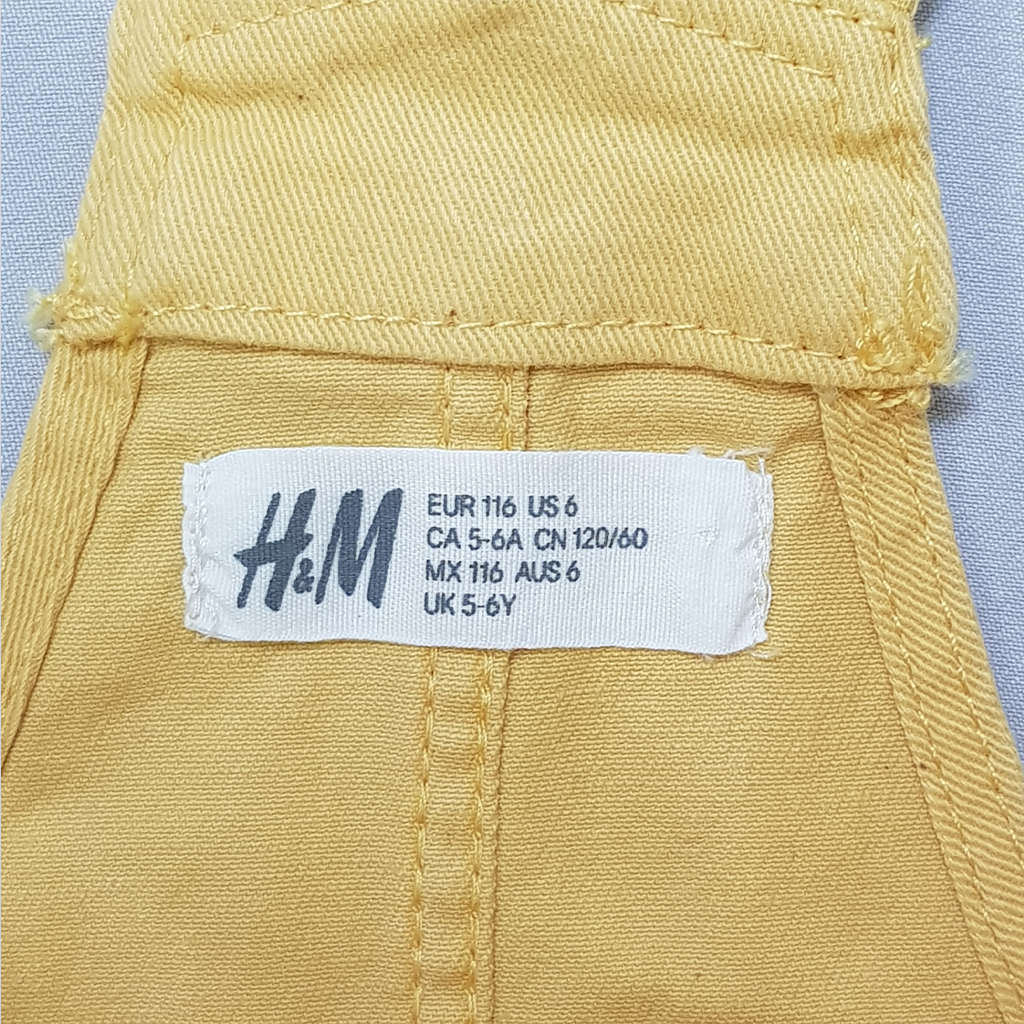 H&M
EUR 116 US 6
CA 5-6A CN 120/60
MX 116 AUS 6
UK 5-6Y